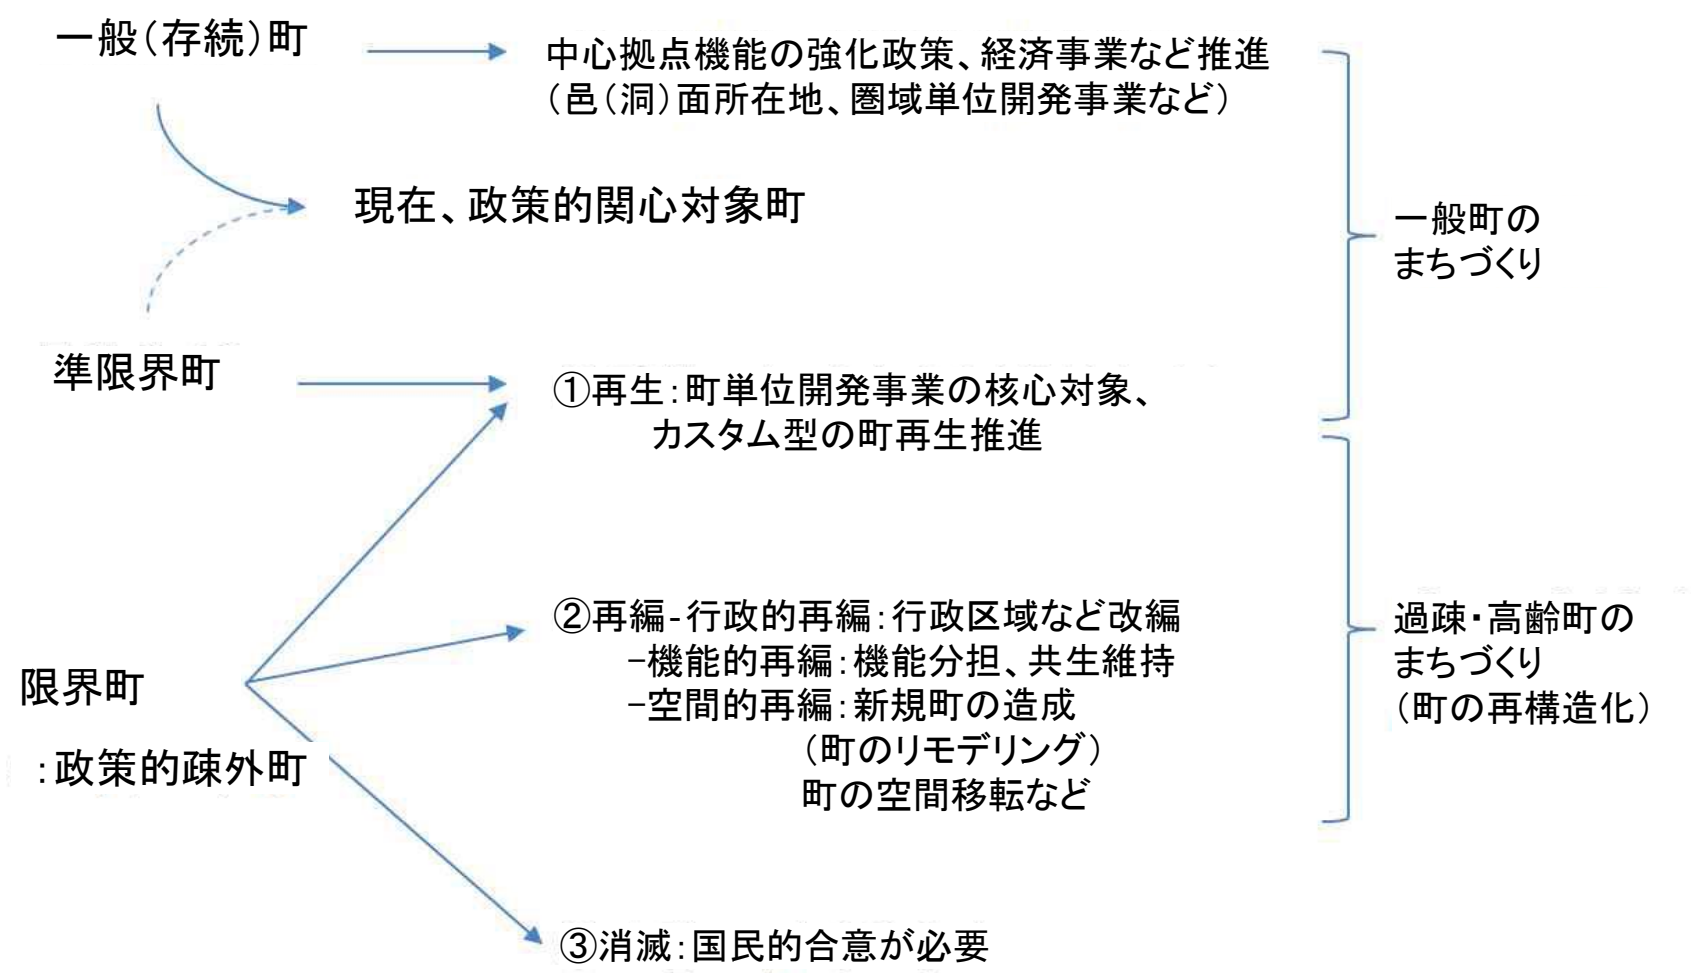 一般(存続)町
中心拠点機能の強化政策、経済事業など推進
(邑(洞)面所在地、圏域単位開発事業など)
現在、政策的関心対象町
一般町の
まちづくり
準限界町
①再生:町単位開発事業の核心対象、
カスタム型の町再生推進
②再編-行政的再編:行政区域など改編
-機能的再編:機能分担、共生維持
-空間的再編:新規町の造成
(町のリモデリング)
町の空間移転など
過疎・高齢町の
まちづくり
(町の再構造化)
限界町
:政策的疎外町
③消滅:国民的合意が必要